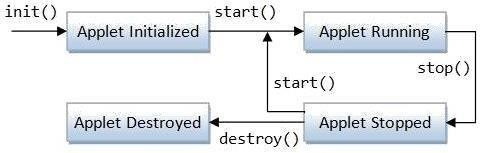 init()
Applet Initialized
start()
Applet Running
stop()
start()
Applet Destroyed
destroy()
Applet Stopped